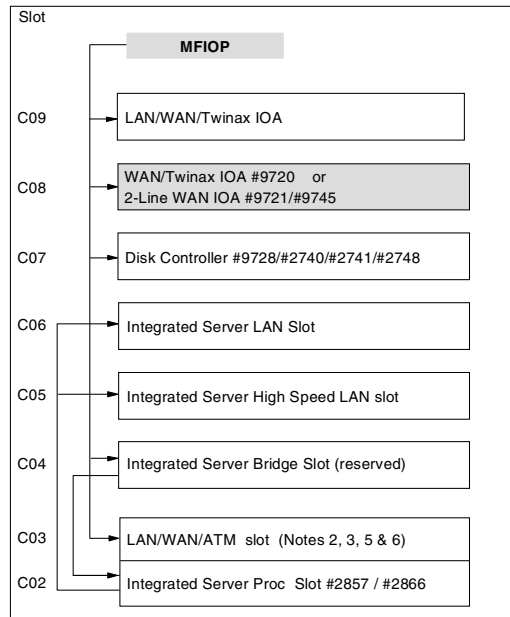 Slot
MFIOP
C09
LAN/WAN/Twinax IOA
C08
WAN/Twinax IOA #9720 or
2-Line WAN IOA #9721/#9745
C07
Disk Controller #9728/#2740/#2741/#2748
C06
Integrated Server LAN Slot
C05
Integrated Server High Speed LAN slot
C04
Integrated Server Bridge Slot (reserved)
C03
LAN/WAN/ATM slot (Notes 2, 3, 5 & 6)
C02
Integrated Server Proc Slot #2857 / #2866